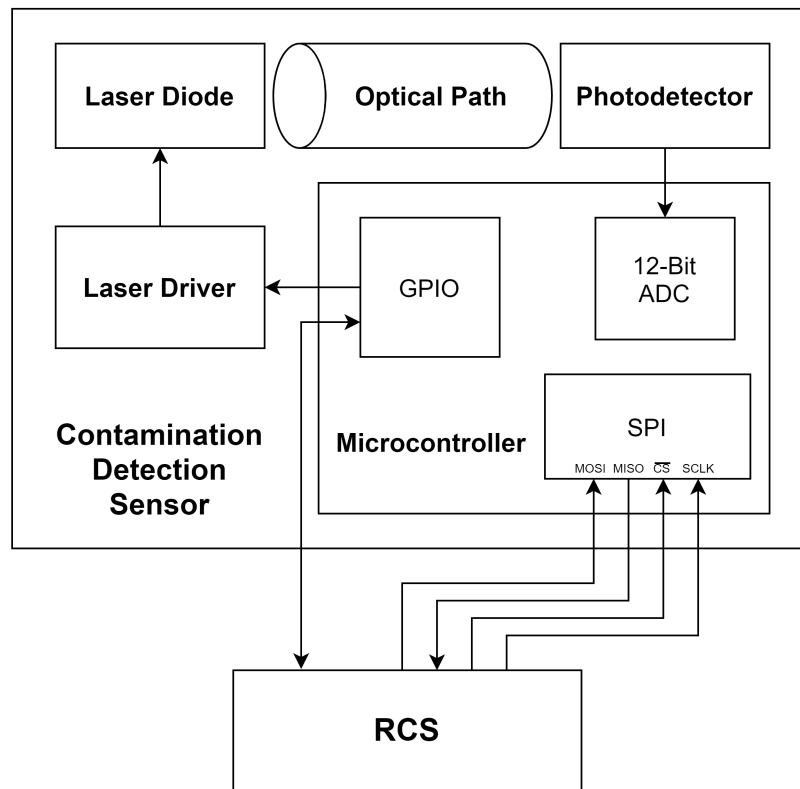 Laser Diode
Optical Path
Photodetector
Laser Driver
GPIO
12-Bit
ADC
Contamination
Detection
Sensor
Microcontroller
SPI
MOSI MISO C̅S̅ SCLK
RCS